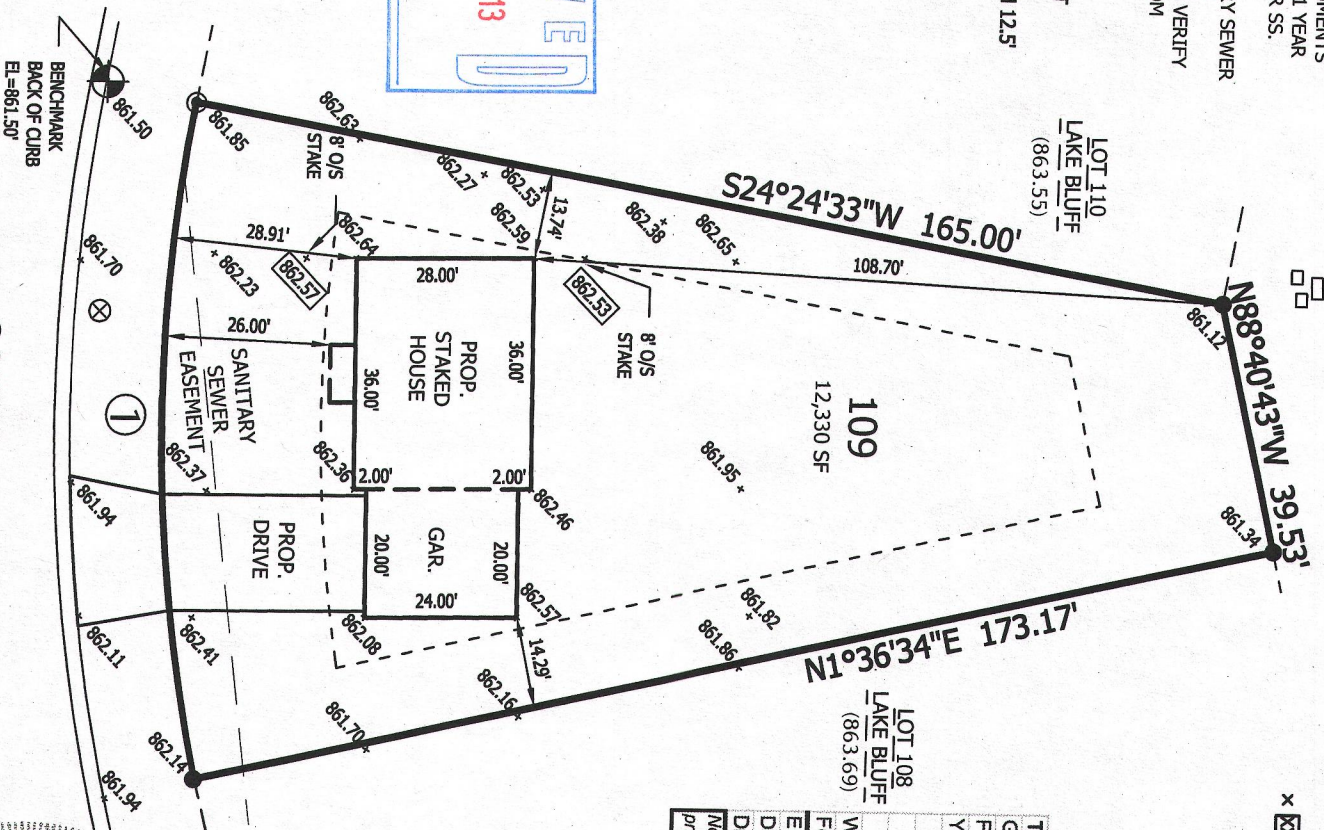 MENTS
1 YEAR
R SS.
Y SEWER
VERIFY
OM
12.5'
13
W E D
LOT 110
LAKE BLUFF
(863.55)
S24°24'33"W 165.00'
N88°40'43"W 39.53'
N1°36'34"E 173.17'
LOT 108
LAKE BLUFF
(863.69)
109
12,330 SF
861.12
861.34
108.70'
862.65
862.38
861.95
861.82
861.86
13.74'
862.53
862.27
862.59
862.63
8' O/S
STAKE
862.53
8' O/S
STAKE
862.64
862.57
28.91'
862.23
28.00'
36.00'
PROP.
STAKED
HOUSE
36.00'
26.00'
SANITARY
SEWER
EASEMENT
862.36
862.37
2.00'
2.00'
862.46
GAR.
20.00'
20.00'
24.00'
862.57
862.08
14.29'
862.16
861.70
PROP.
DRIVE
862.41
862.14
861.85
861.50
BENCHMARK
BACK OF CURB
EL=861.50'
861.70
1
861.94
862.11
861.94